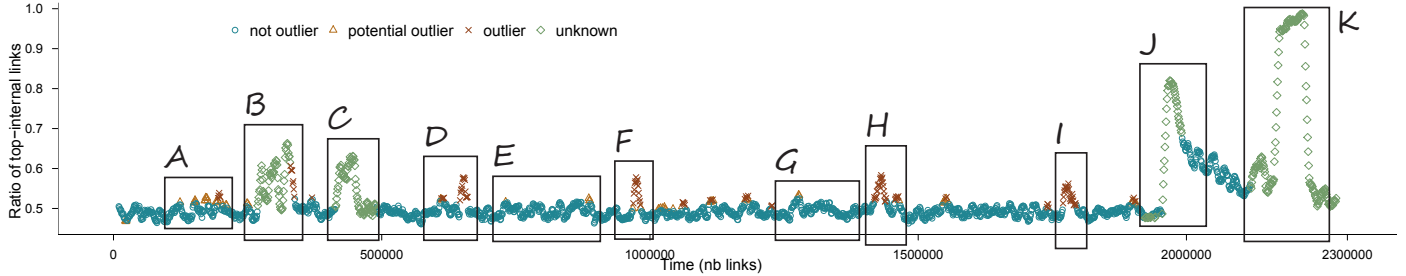 1.0
K
not outlier potential outlier outlier unknown
J
0.9
0.8
B
0.7
C
H
D
F
I
A
E
G
0.6
0.5
Ratio of top−internal links
0 500000 1000000 1500000 2000000 2300000
Time (nb links)